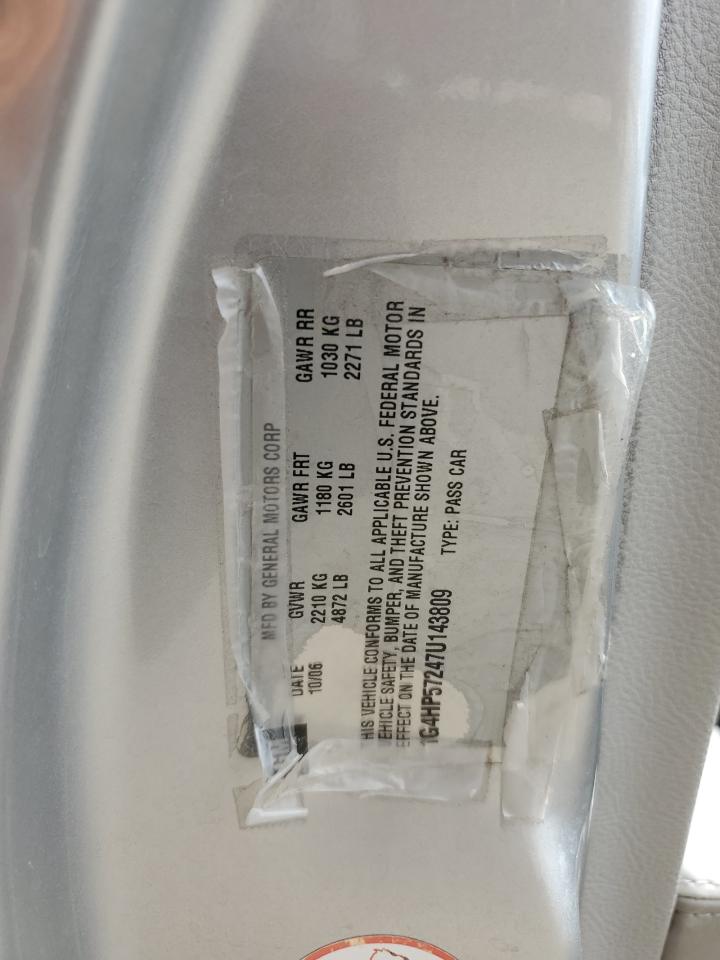 MFD BY GENERAL MOTORS CORP
DATE GVWR GAWR FRT GAWR RR
10/06 2210 KG 1180 KG 1030 KG
4872 LB 2601 LB 2271 LB
HIS VEHICLE CONFORMS TO ALL APPLICABLE U.S. FEDERAL MOTOR
EHICLE SAFETY, BUMPER, AND THEFT PREVENTION STANDARDS IN
EFFECT ON THE DATE OF MANUFACTURE SHOWN ABOVE.
1G4HP57247U143809 TYPE: PASS CAR